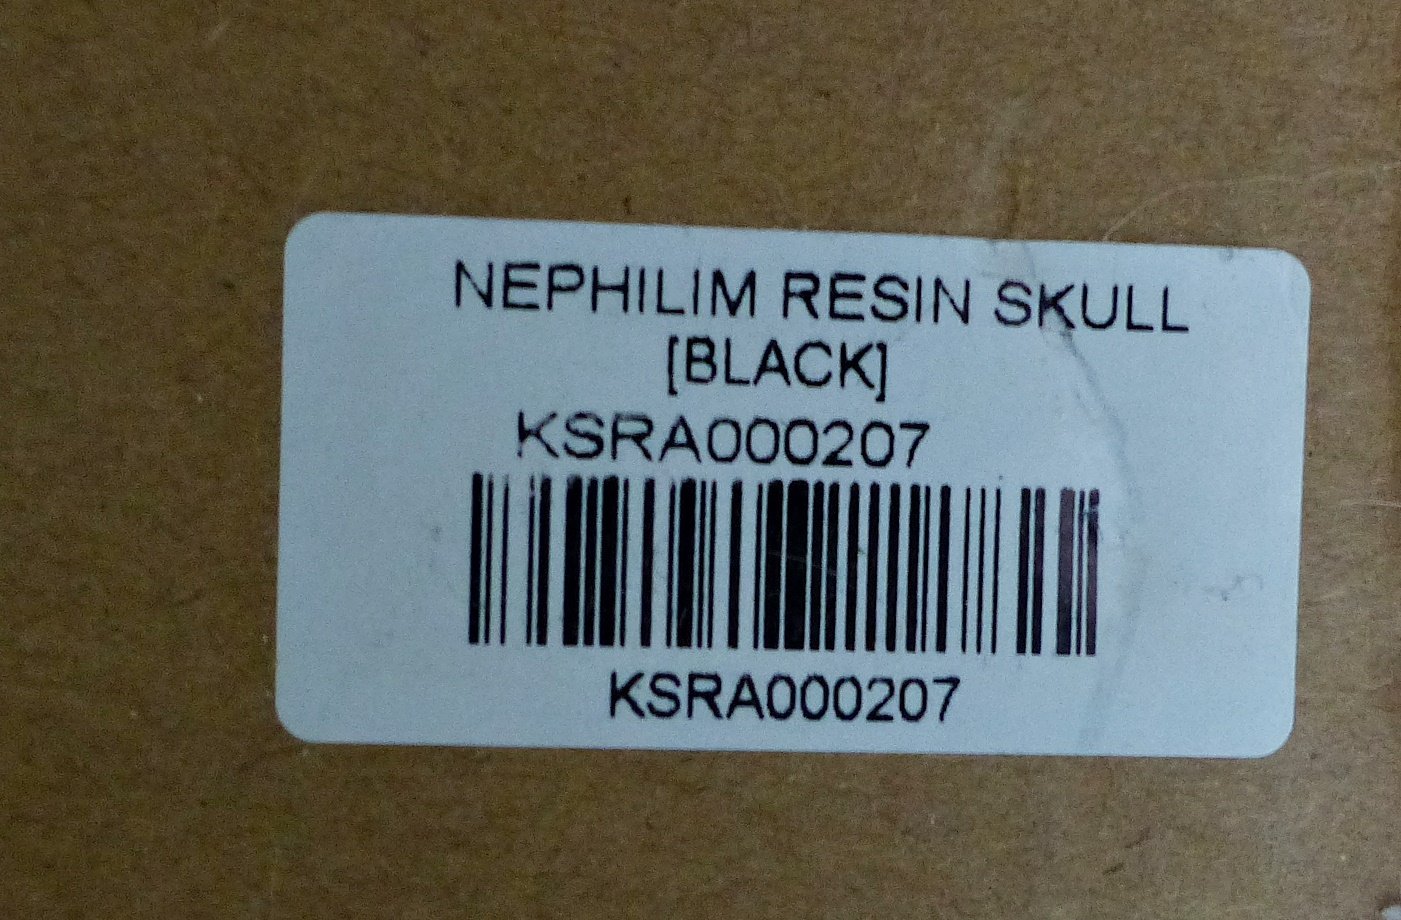 NEPHILIM RESIN SKULL
[BLACK]
KSRA000207
KSRA000207